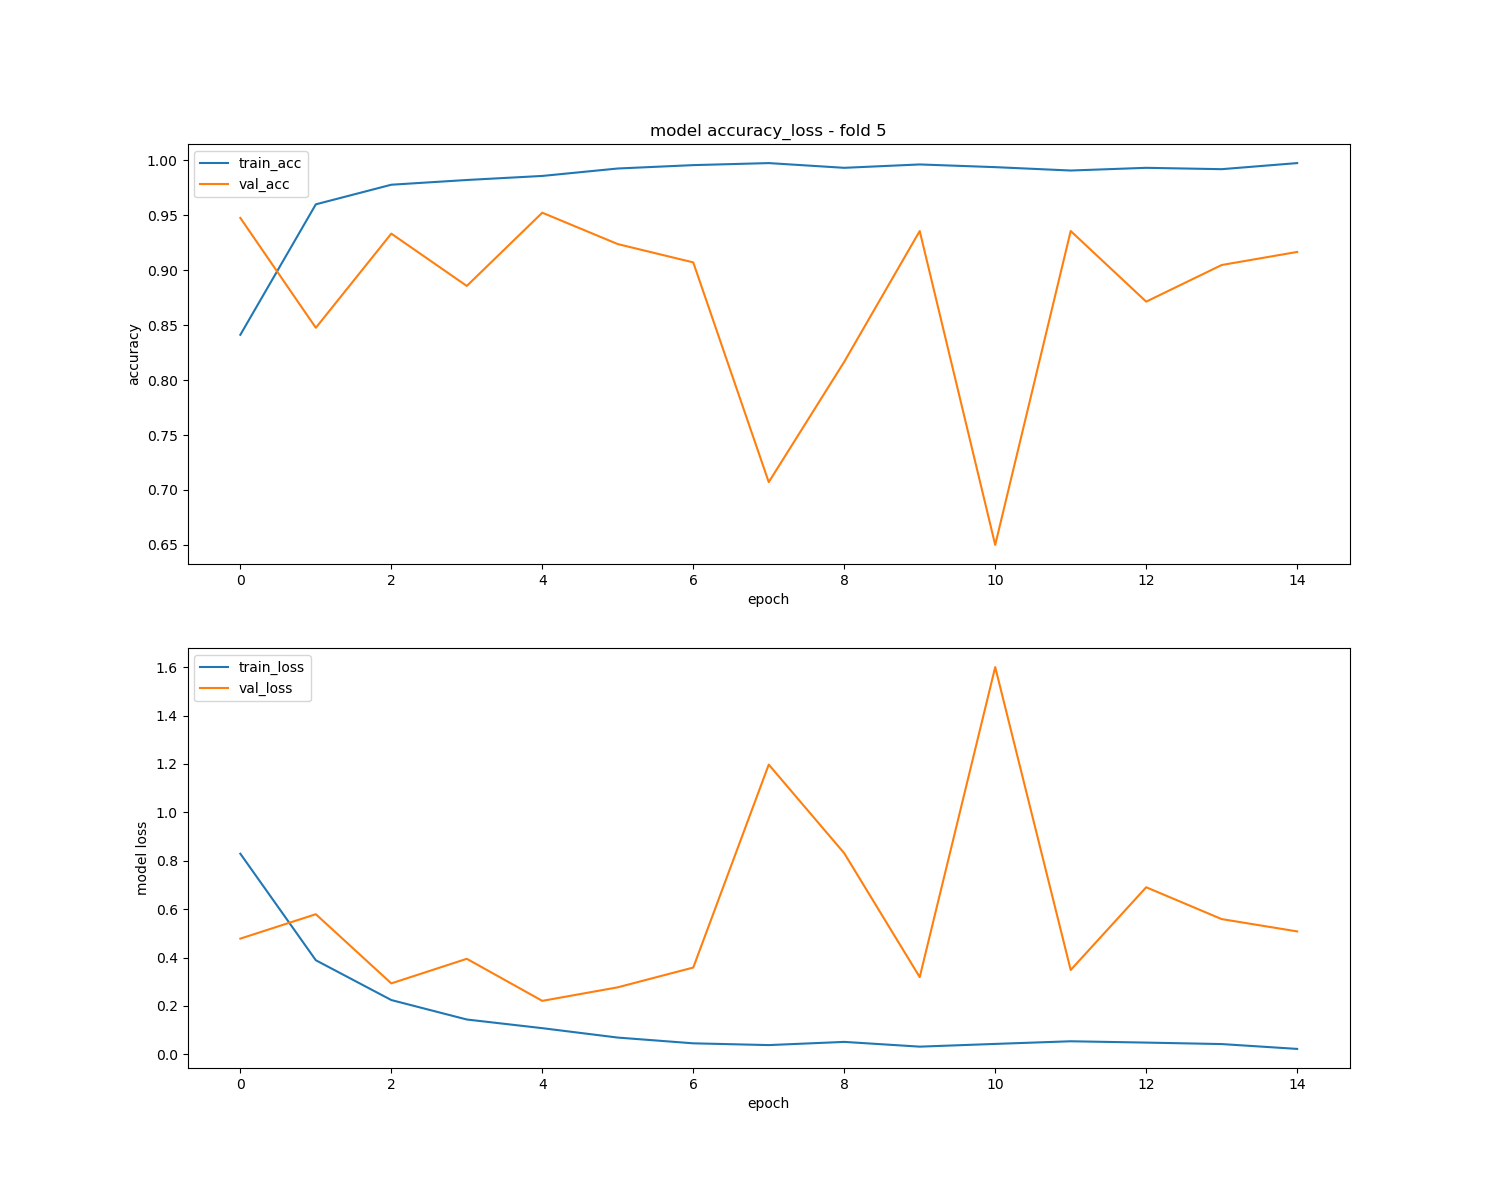 model accuracy_loss - fold 5
train_acc
val_acc
1.00
0.95
0.90
0.85
0.80
0.75
0.70
0.65
accuracy
0 2 4 6 8 10 12 14
epoch
train_loss
val_loss
1.6
1.4
1.2
1.0
0.8
0.6
0.4
0.2
0.0
model loss
0 2 4 6 8 10 12 14
epoch